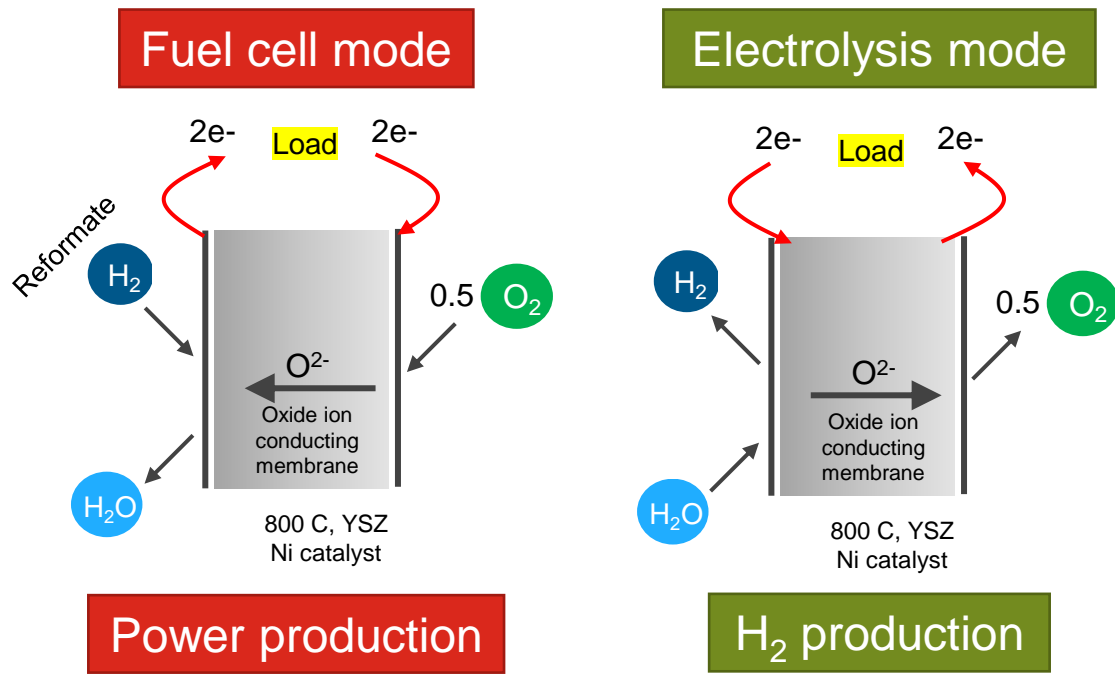 Fuel cell mode
2e- Load 2e-
Reformate
H₂
0.5 O₂
O²⁻
Oxide ion
conducting
membrane
H₂O
800 C, YSZ
Ni catalyst
Power production
Electrolysis mode
2e- Load 2e-
H₂
0.5 O₂
O²⁻
Oxide ion
conducting
membrane
H₂O
800 C, YSZ
Ni catalyst
H₂ production